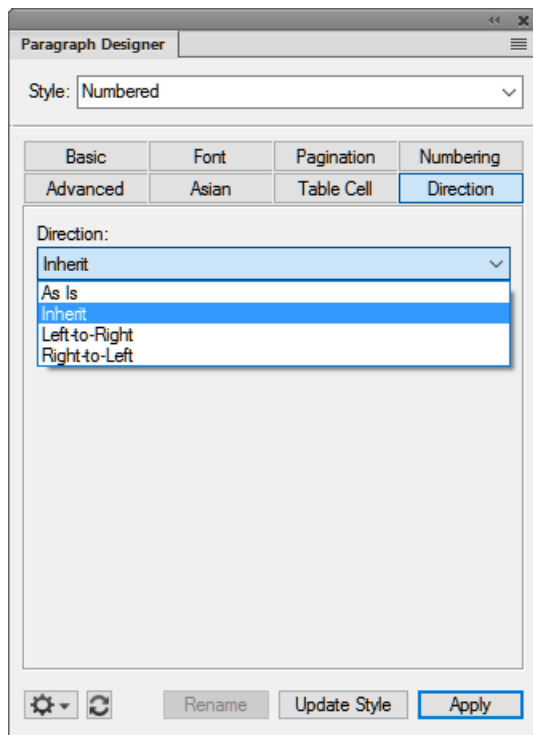 Paragraph Designer
Style: Numbered
Basic Font Pagination Numbering
Advanced Asian Table Cell Direction
Direction:
Inherit
As Is
Inherit
Left-to-Right
Right-to-Left
Rename Update Style Apply